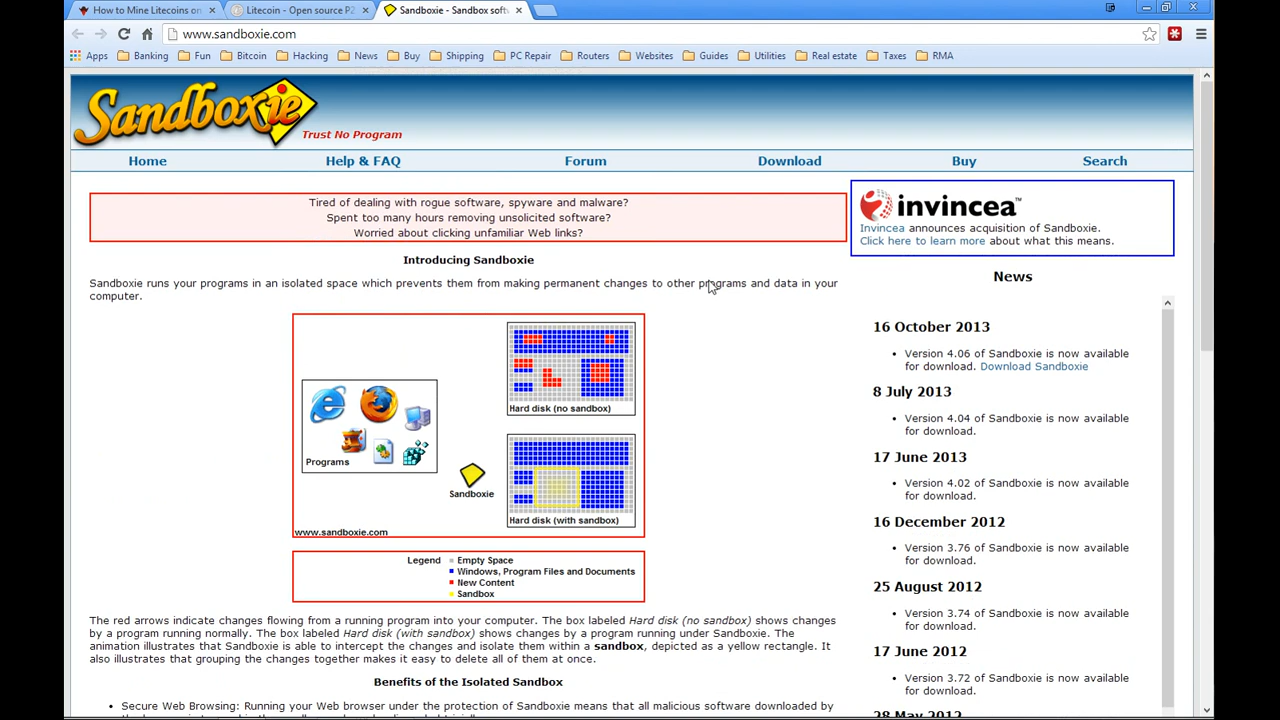 How to Mine Litecoins on
Litecoin - Open source P2
Sandboxie - Sandbox soft
www.sandboxie.com
Apps Banking Fun Bitcoin Hacking News Buy Shipping PC Repair Routers Websites Guides Utilities Real estate Taxes RMA
Sandboxie
Trust No Program
Home Help & FAQ Forum Download Buy Search
Tired of dealing with rogue software, spyware and malware?
Spent too many hours removing unsolicited software?
Worried about clicking unfamiliar Web links?
Introducing Sandboxie
Sandboxie runs your programs in an isolated space which prevents them from making permanent changes to other programs and data in your
computer.
Hard disk (no sandbox)
Programs
Sandboxie
Hard disk (with sandbox)
www.sandboxie.com
Legend Empty Space
Windows, Program Files and Documents
New Content
Sandbox
The red arrows indicate changes flowing from a running program into your computer. The box labeled Hard disk (no sandbox) shows changes
by a program running normally. The box labeled Hard disk (with sandbox) shows changes by a program running under Sandboxie. The
animation illustrates that Sandboxie is able to intercept the changes and isolate them within a sandbox, depicted as a yellow rectangle. It
also illustrates that grouping the changes together makes it easy to delete all of them at once.
Benefits of the Isolated Sandbox
• Secure Web Browsing: Running your Web browser under the protection of Sandboxie means that all malicious software downloaded by
invincea
Invincea announces acquisition of Sandboxie.
Click here to learn more about what this means.
News
16 October 2013
• Version 4.06 of Sandboxie is now available
for download. Download Sandboxie
8 July 2013
• Version 4.04 of Sandboxie is now available
for download.
17 June 2013
• Version 4.02 of Sandboxie is now available
for download.
16 December 2012
• Version 3.76 of Sandboxie is now available
for download.
25 August 2012
• Version 3.74 of Sandboxie is now available
for download.
17 June 2012
• Version 3.72 of Sandboxie is now available
for download.
28 May 2012